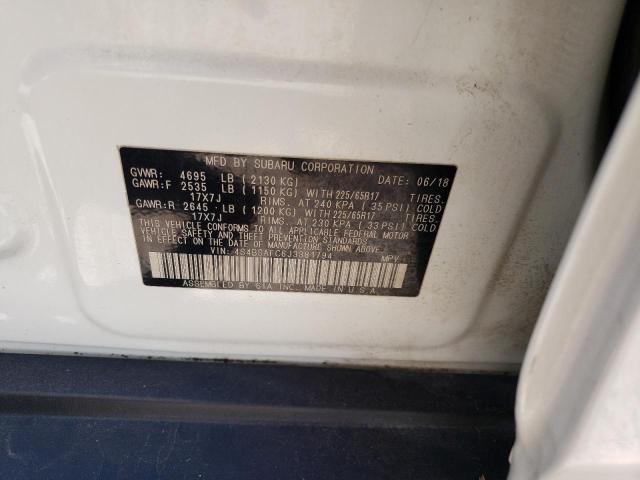 MFD BY SUBARU CORPORATION DATE: 06/18
GVWR: 4695 LB (2130 KG)
GAWR:F 2535 LB (1150 KG) WITH 225/65R17 TIRES.
17X7J RIMS. AT 240 KPA (35 PSI) COLD
GAWR:R 2645 LB (1200 KG) WITH 225/65R17 TIRES.
17X7J RIMS. AT 230 KPA (33 PSI) COLD
THIS VEHICLE CONFORMS TO ALL APPLICABLE FEDERAL MOTOR
VEHICLE SAFETY, BUMPER, AND THEFT PREVENTION STANDARDS
IN EFFECT ON THE DATE OF MANUFACTURE SHOWN ABOVE.
VIN: 4S4BSATC6J3381794 MPV
ASSEMBLED BY SIA INC. MADE IN U.S.A